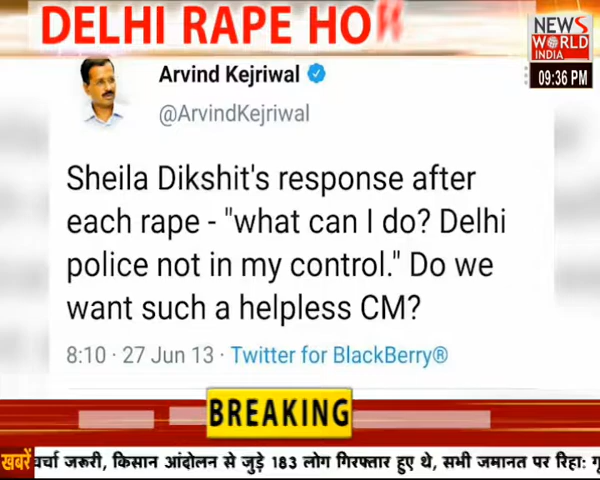 DELHI RAPE HO
NEWS
WORLD
INDIA
09:36 PM
Arvind Kejriwal
@ArvindKejriwal
Sheila Dikshit's response after
each rape - "what can I do? Delhi
police not in my control." Do we
want such a helpless CM?
8:10 · 27 Jun 13 · Twitter for BlackBerry®
BREAKING
खबरें चर्चा जरूरी, किसान आंदोलन से जुड़े 183 लोग गिरफ्तार हुए थे, सभी जमानत पर रिहा: गृ